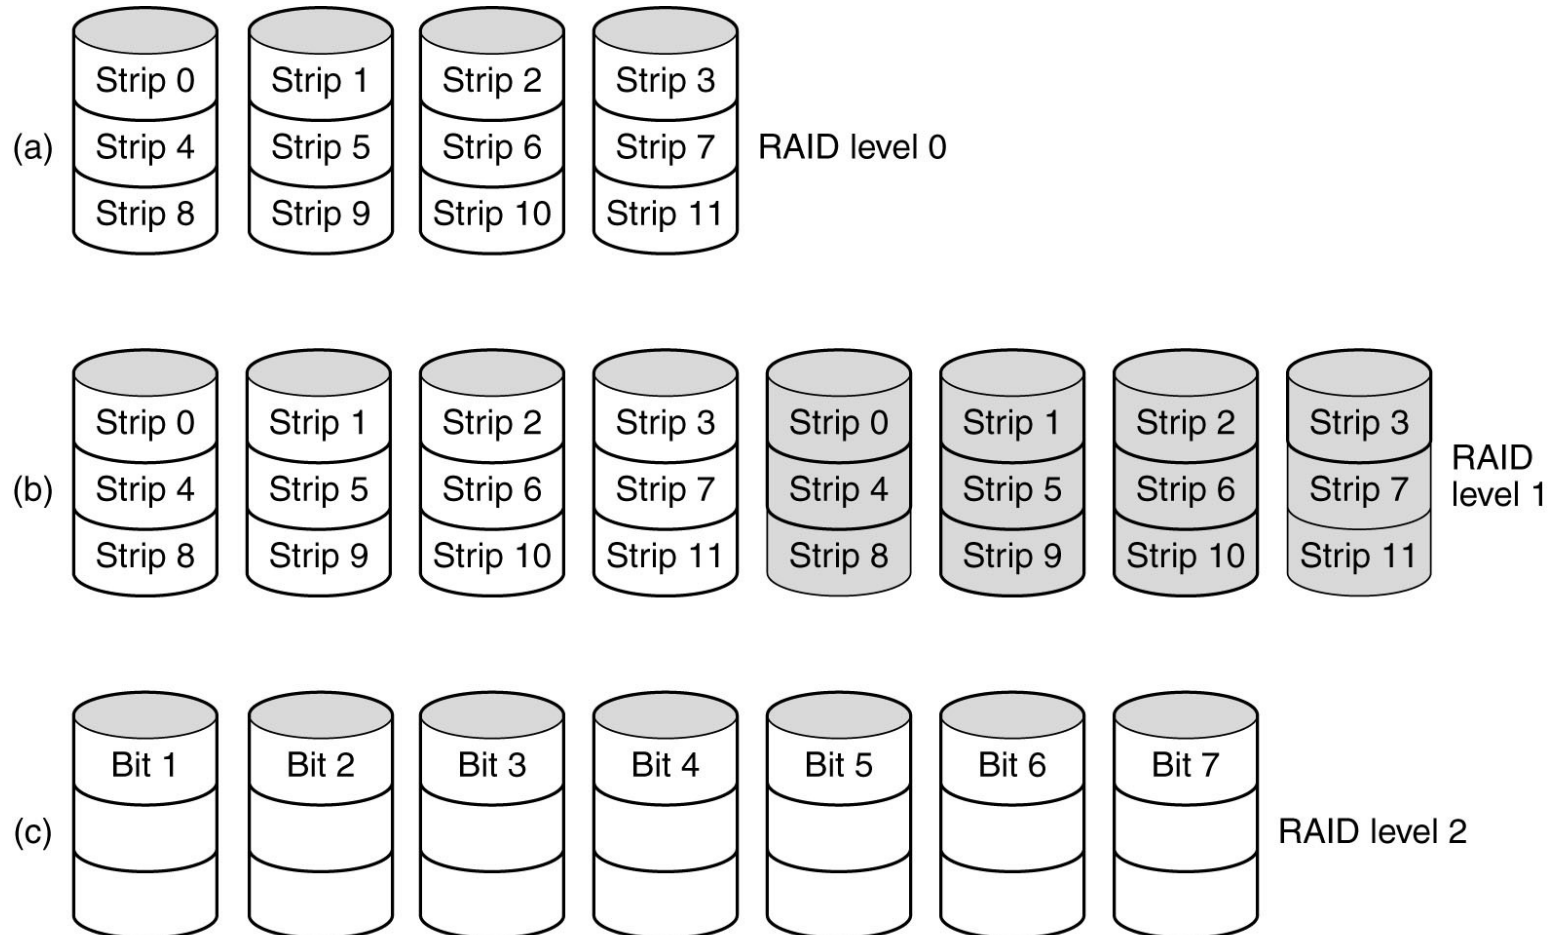 Strip 0 Strip 1 Strip 2 Strip 3
(a) Strip 4 Strip 5 Strip 6 Strip 7 RAID level 0
Strip 8 Strip 9 Strip 10 Strip 11
Strip 0 Strip 1 Strip 2 Strip 3 Strip 0 Strip 1 Strip 2 Strip 3
RAID
(b) Strip 4 Strip 5 Strip 6 Strip 7 Strip 4 Strip 5 Strip 6 Strip 7
level 1
Strip 8 Strip 9 Strip 10 Strip 11 Strip 8 Strip 9 Strip 10 Strip 11
Bit 1 Bit 2 Bit 3 Bit 4 Bit 5 Bit 6 Bit 7
(c) RAID level 2